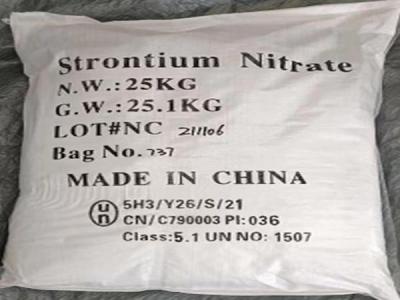 Strontium Nitrate
N.W.:25KG
G.W.:25.1KG
LOT#NC 211106
Bag No.737
MADE IN CHINA
un 5H3/Y26/S/21
CN/C790003 PI:036
Class:5.1 UN NO: 1507